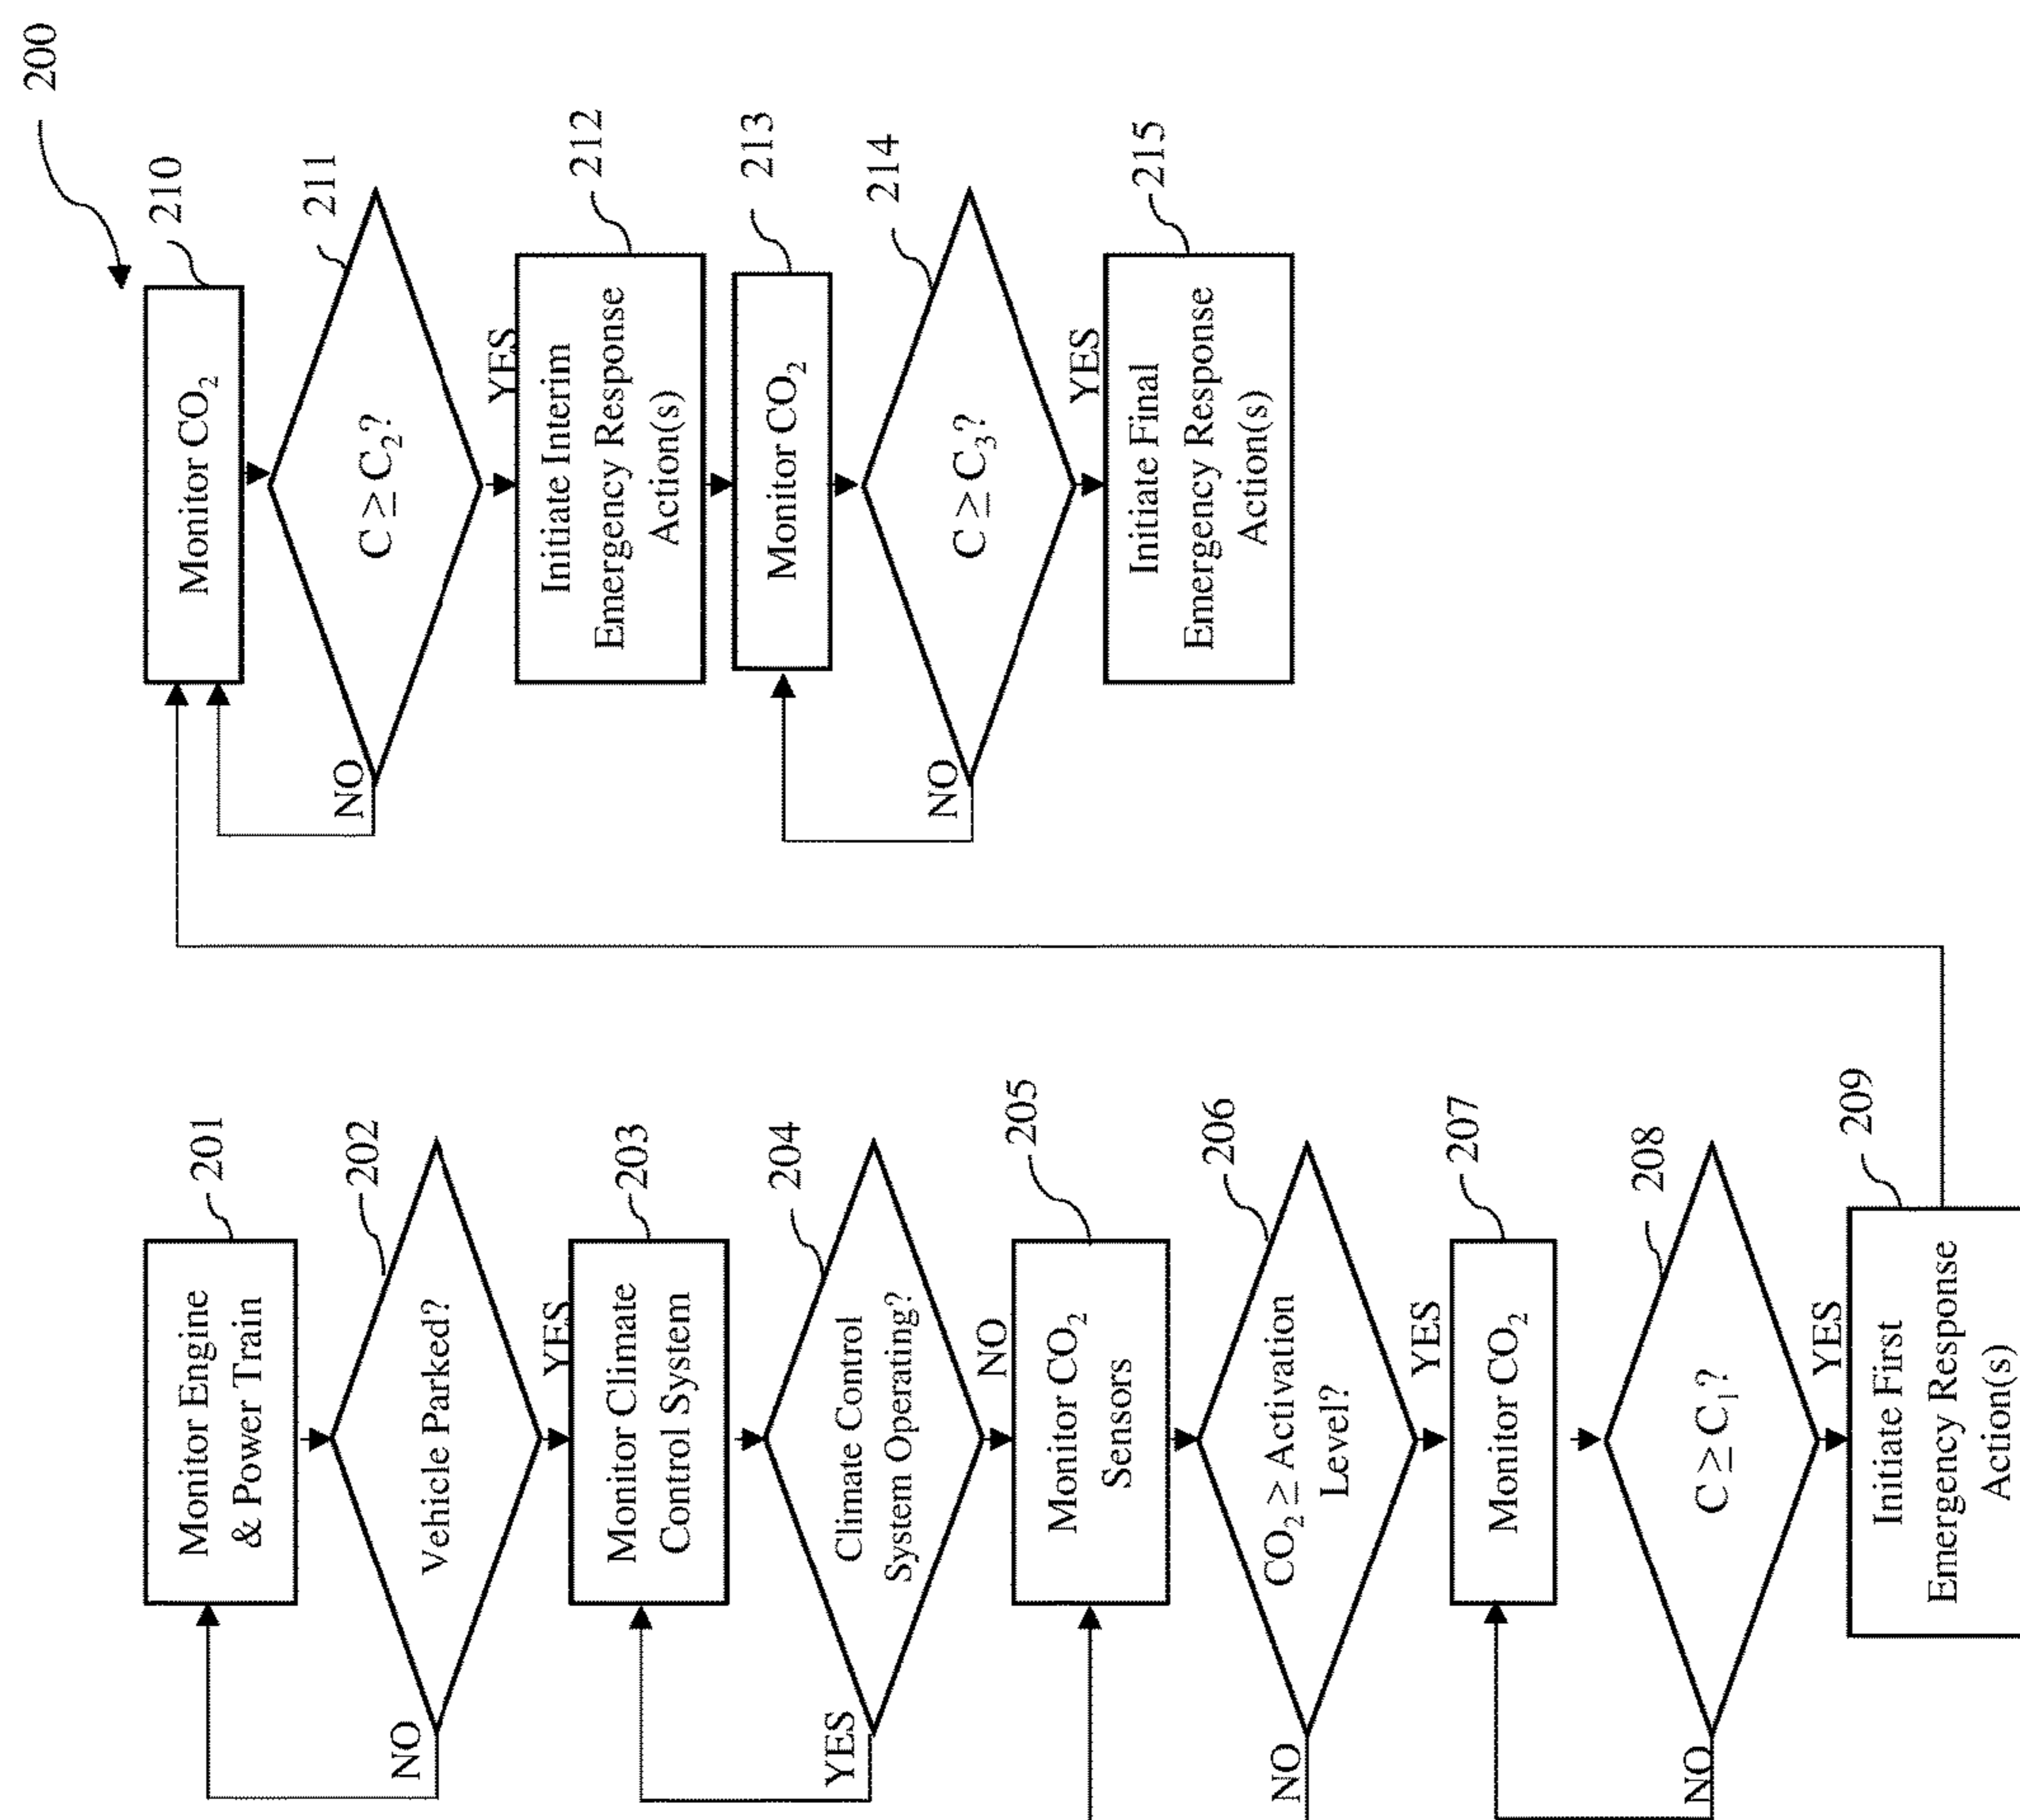 200
Monitor Engine
& Power Train
201
Vehicle Parked?
202
NO
YES
Monitor Climate
Control System
203
Climate Control
System Operating?
204
YES
NO
Monitor CO₂
Sensors
205
CO₂ ≥ Activation
Level?
206
NO
YES
Monitor CO₂
207
C ≥ C₁?
208
NO
YES
Initiate First
Emergency Response
Action(s)
209
Monitor CO₂
210
C ≥ C₂?
211
NO
YES
Initiate Interim
Emergency Response
Action(s)
212
Monitor CO₂
213
C ≥ C₃?
214
NO
YES
Initiate Final
Emergency Response
Action(s)
215